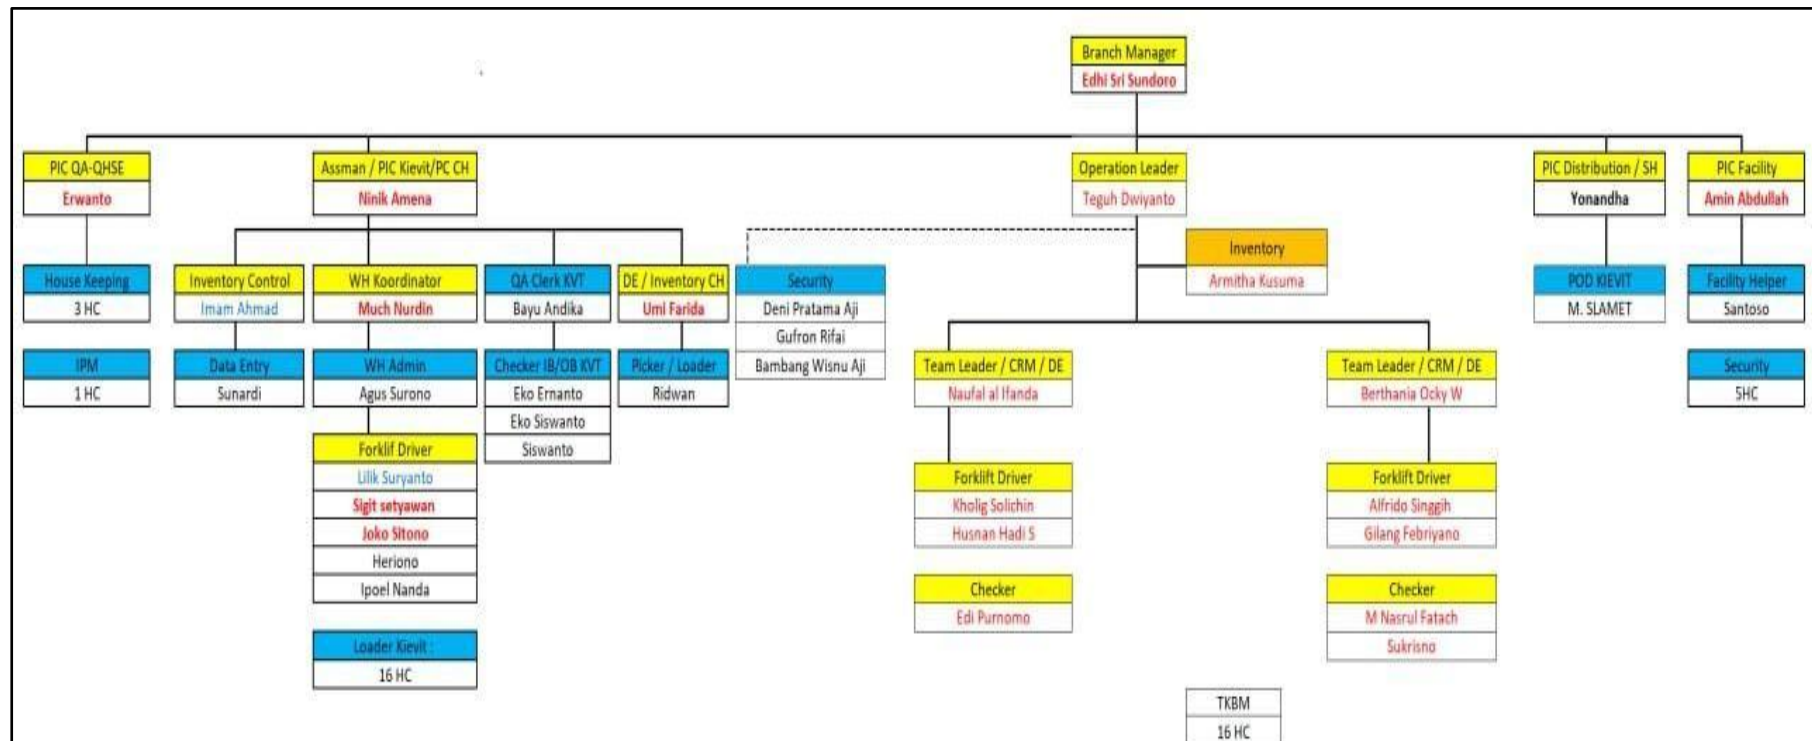 Branch Manager
Edhi Sri Sundoro
PIC QA-QHSE
Erwanto
Assman / PIC Kievit/PC CH
Ninik Amena
Operation Leader
Teguh Dwiyanto
PIC Distribution / SH
Yonandha
PIC Facility
Amin Abdullah
Inventory
Armitha Kusuma
House Keeping
3 HC
Inventory Control
Imam Ahmad
WH Koordinator
Much Nurdin
QA Clerk KVT
Bayu Andika
DE / Inventory CH
Umi Farida
Security
Deni Pratama Aji
Gufron Rifai
Bambang Wisnu Aji
POD KIEVIT
M. SLAMET
Facility Helper
Santoso
IPM
1 HC
Data Entry
Sunardi
WH Admin
Agus Surono
Checker IB/OB KVT
Eko Ernanto
Eko Siswanto
Siswanto
Picker / Loader
Ridwan
Team Leader / CRM / DE
Naufal al Ifanda
Team Leader / CRM / DE
Berthania Ocky W
Security
5HC
Forklif Driver
Lilik Suryanto
Sigit setyawan
Joko Sitono
Heriono
Ipoel Nanda
Forklift Driver
Kholig Solichin
Husnan Hadi S
Forklift Driver
Alfrido Singgih
Gilang Febriyano
Checker
Edi Purnomo
Checker
M Nasrul Fatach
Sukrisno
Loader Kievit :
16 HC
TKBM
16 HC